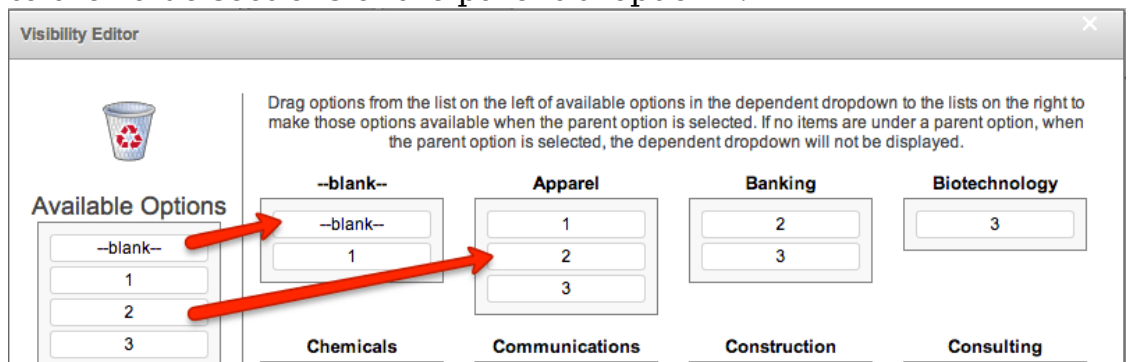 Visibility Editor
Drag options from the list on the left of available options in the dependent dropdown to the lists on the right to
make those options available when the parent option is selected. If no items are under a parent option, when
the parent option is selected, the dependent dropdown will not be displayed.
Available Options
--blank--
1
2
3
--blank--
--blank--
1
Apparel
1
2
3
Banking
2
3
Biotechnology
3
Chemicals
Communications
Construction
Consulting